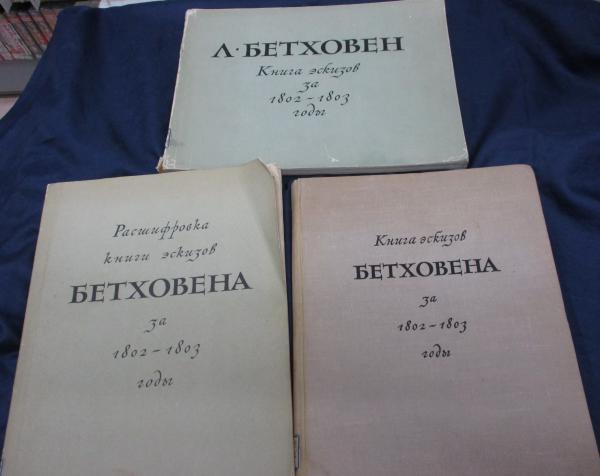 Л·БЕТХОВЕН
Книга эскизов
за
1802-1803
годы
Расшифровка
книги эскизов
БЕТХОВЕНА
за
1802-1803
годы
Книга эскизов
БЕТХОВЕНА
за
1802-1803
годы